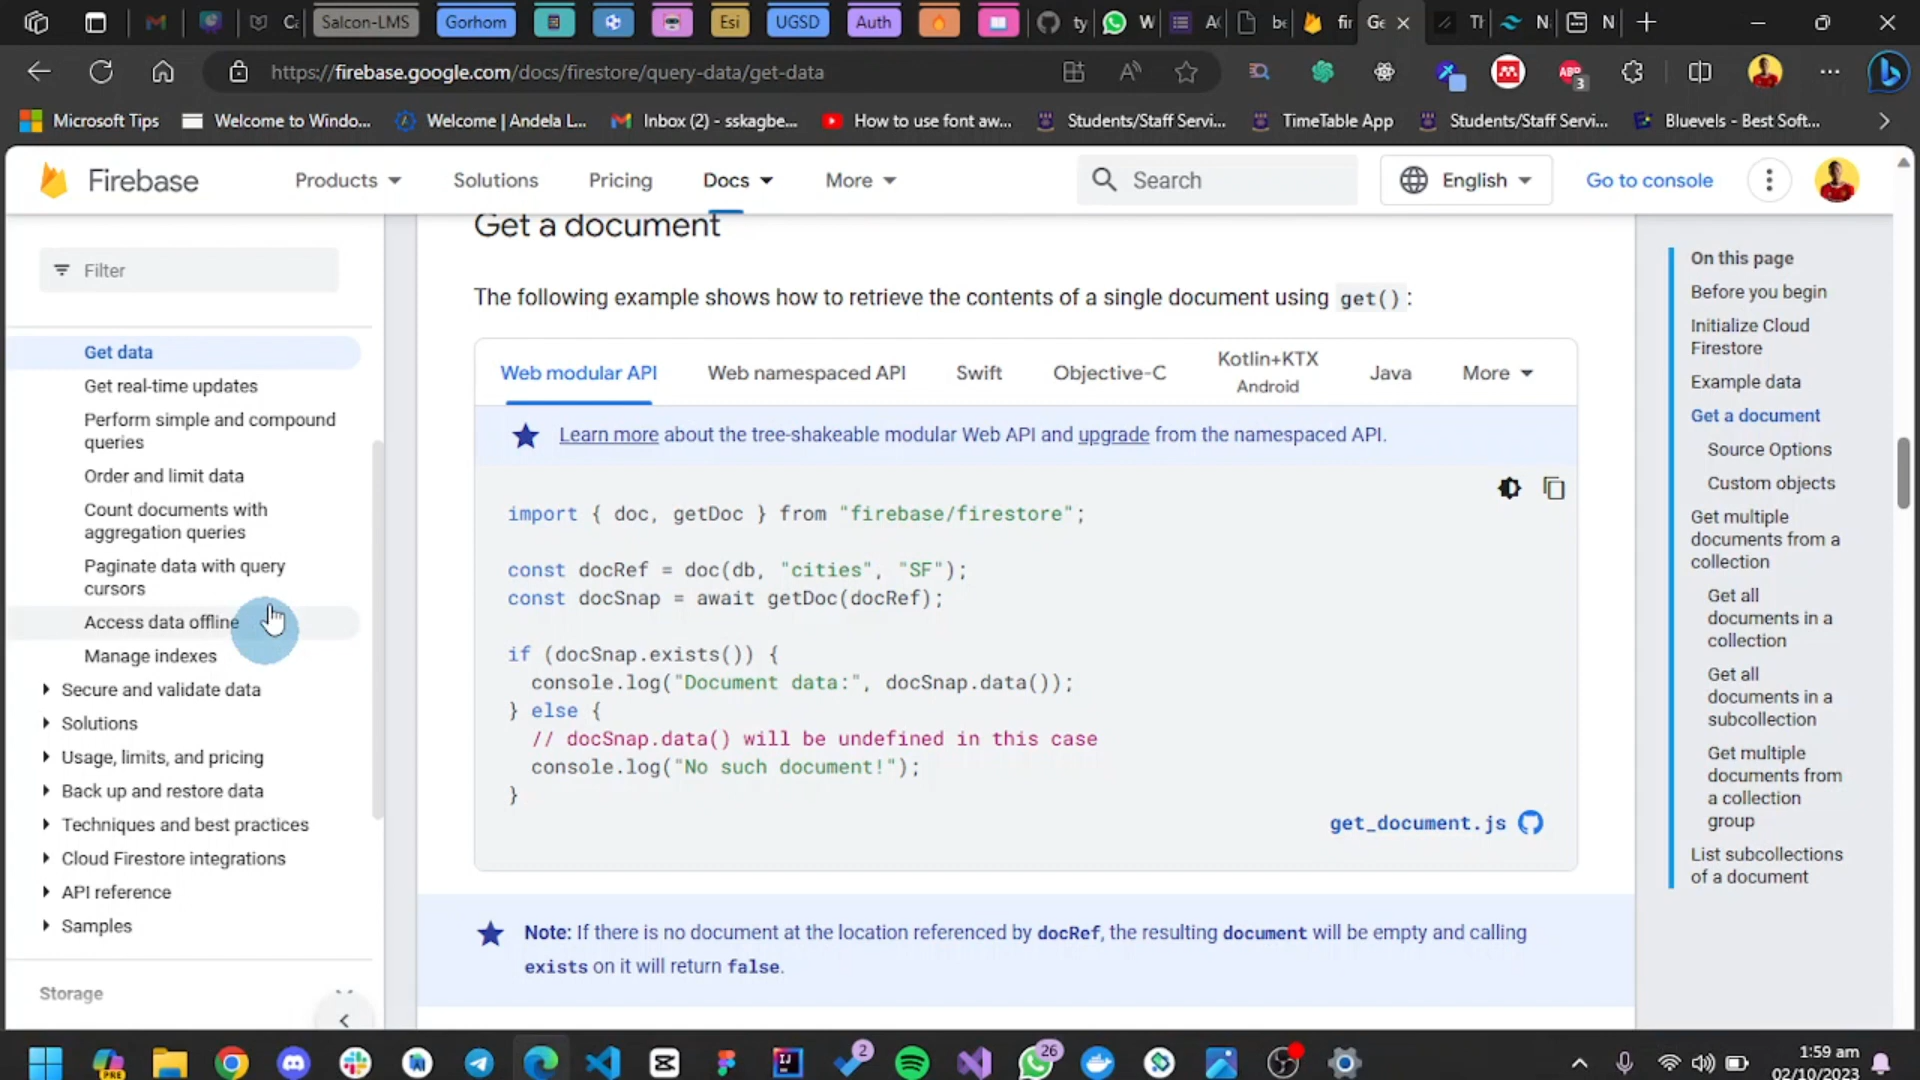 Ca
Salcon-LMS
Gorhom
Esi
UGSD
Auth
ty
W
AC
be
fir
Ge
Th
N
N
https://firebase.google.com/docs/firestore/query-data/get-data
ABP
3
Microsoft Tips
Welcome to Windo...
Welcome | Andela L...
Inbox (2) - sskagbe...
How to use font aw...
Students/Staff Servi...
TimeTable App
Students/Staff Servi...
Bluevels - Best Soft...
Firebase
Products
Solutions
Pricing
Docs
More
Search
English
Go to console
Filter
Get data
Get real-time updates
Perform simple and compound
queries
Order and limit data
Count documents with
aggregation queries
Paginate data with query
cursors
Access data offline
Manage indexes
Secure and validate data
Solutions
Usage, limits, and pricing
Back up and restore data
Techniques and best practices
Cloud Firestore integrations
API reference
Samples
Storage
Get a document
The following example shows how to retrieve the contents of a single document using get():
Web modular API
Web namespaced API
Swift
Objective-C
Kotlin+KTX
Android
Java
More
Learn more about the tree-shakeable modular Web API and upgrade from the namespaced API.
import { doc, getDoc } from "firebase/firestore";
const docRef = doc(db, "cities", "SF");
const docSnap = await getDoc(docRef);
if (docSnap.exists()) {
console.log("Document data:", docSnap.data());
} else {
// docSnap.data() will be undefined in this case
console.log("No such document!");
}
get_document.js
Note: If there is no document at the location referenced by docRef, the resulting document will be empty and calling
exists on it will return false.
On this page
Before you begin
Initialize Cloud
Firestore
Example data
Get a document
Source Options
Custom objects
Get multiple
documents from a
collection
Get all
documents in a
collection
Get all
documents in a
subcollection
Get multiple
documents from
a collection
group
List subcollections
of a document
PRE
2
26
1:59 am
02/10/2023